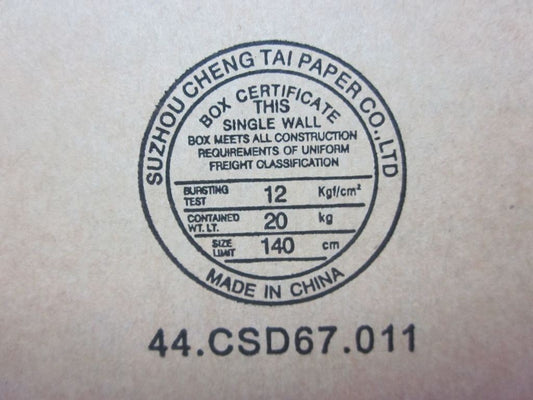 SUZHOU CHENG TAI PAPER CO.,LTD
BOX CERTIFICATE
THIS
SINGLE WALL
BOX MEETS ALL CONSTRUCTION
REQUIREMENTS OF UNIFORM
FREIGHT CLASSIFICATION
BURSTING TEST 12 Kgf/cm²
CONTAINED WT. LT. 20 kg
SIZE LIMIT 140 cm
MADE IN CHINA
44.CSD67.011